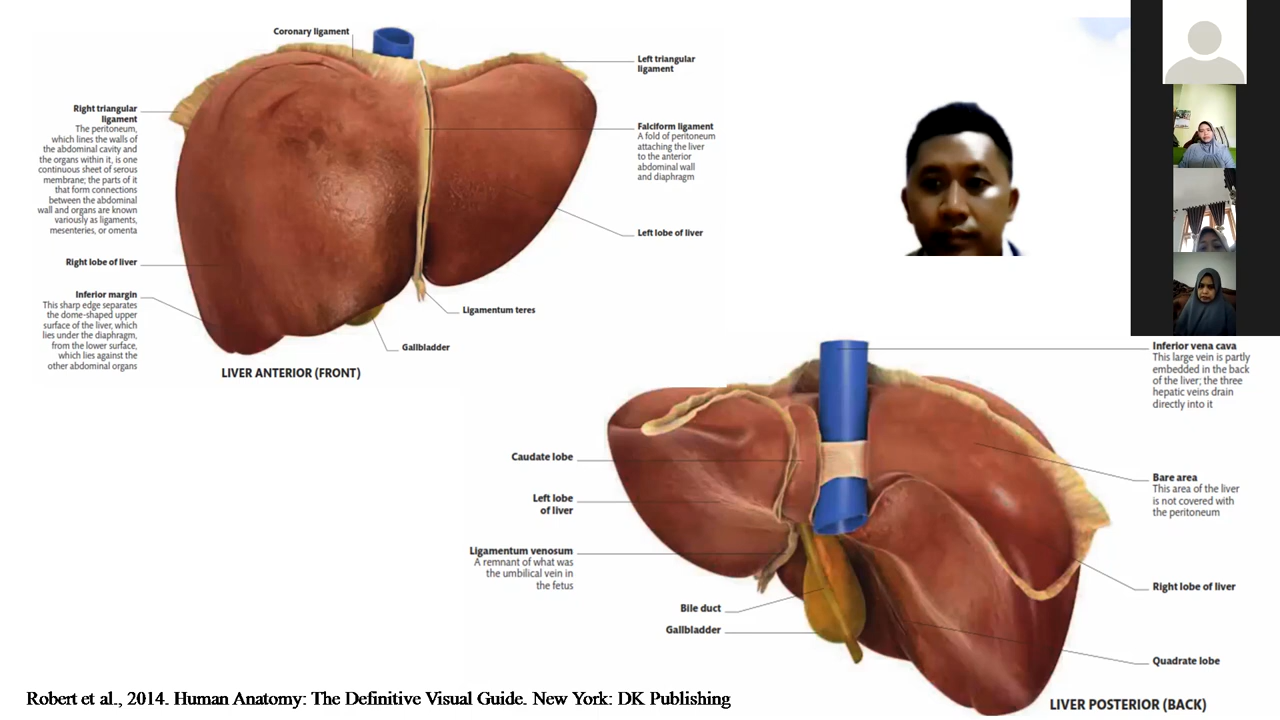 Coronary ligament
Left triangular
ligament
Right triangular
ligament
The peritoneum,
which lines the walls of
the abdominal cavity and
the organs within it, is one
continuous sheet of serous
membrane; the parts of it
that form connections
between the abdominal
wall and organs are known
variously as ligaments,
mesenteries, or omenta
Falciform ligament
A fold of peritoneum
attaching the liver
to the anterior
abdominal wall
and diaphragm
Left lobe of liver
Right lobe of liver
Inferior margin
This sharp edge separates
the dome-shaped upper
surface of the liver, which
lies under the diaphragm,
from the lower surface,
which lies against the
other abdominal organs
Ligamentum teres
Gallbladder
LIVER ANTERIOR (FRONT)
Inferior vena cava
This large vein is partly
embedded in the back
of the liver; the three
hepatic veins drain
directly into it
Caudate lobe
Left lobe
of liver
Ligamentum venosum
A remnant of what was
the umbilical vein in
the fetus
Bile duct
Gallbladder
Bare area
This area of the liver
is not covered with
the peritoneum
Right lobe of liver
Quadrate lobe
LIVER POSTERIOR (BACK)
Robert et al., 2014. Human Anatomy: The Definitive Visual Guide. New York: DK Publishing